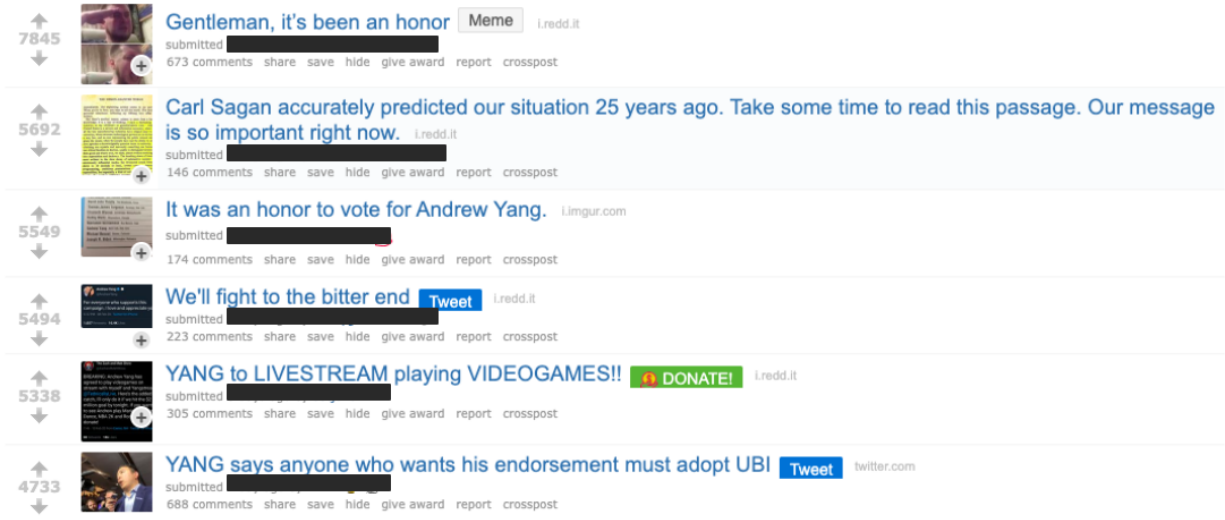 7845
Gentleman, it's been an honor Meme i.redd.it
submitted
673 comments share save hide give award report crosspost
5692
Carl Sagan accurately predicted our situation 25 years ago. Take some time to read this passage. Our message
is so important right now. i.redd.it
submitted
146 comments share save hide give award report crosspost
5549
It was an honor to vote for Andrew Yang. i.imgur.com
submitted
174 comments share save hide give award report crosspost
5494
We'll fight to the bitter end Tweet i.redd.it
submitted
223 comments share save hide give award report crosspost
5338
YANG to LIVESTREAM playing VIDEOGAMES!! DONATE! i.redd.it
submitted
305 comments share save hide give award report crosspost
4733
YANG says anyone who wants his endorsement must adopt UBI Tweet twitter.com
submitted
688 comments share save hide give award report crosspost